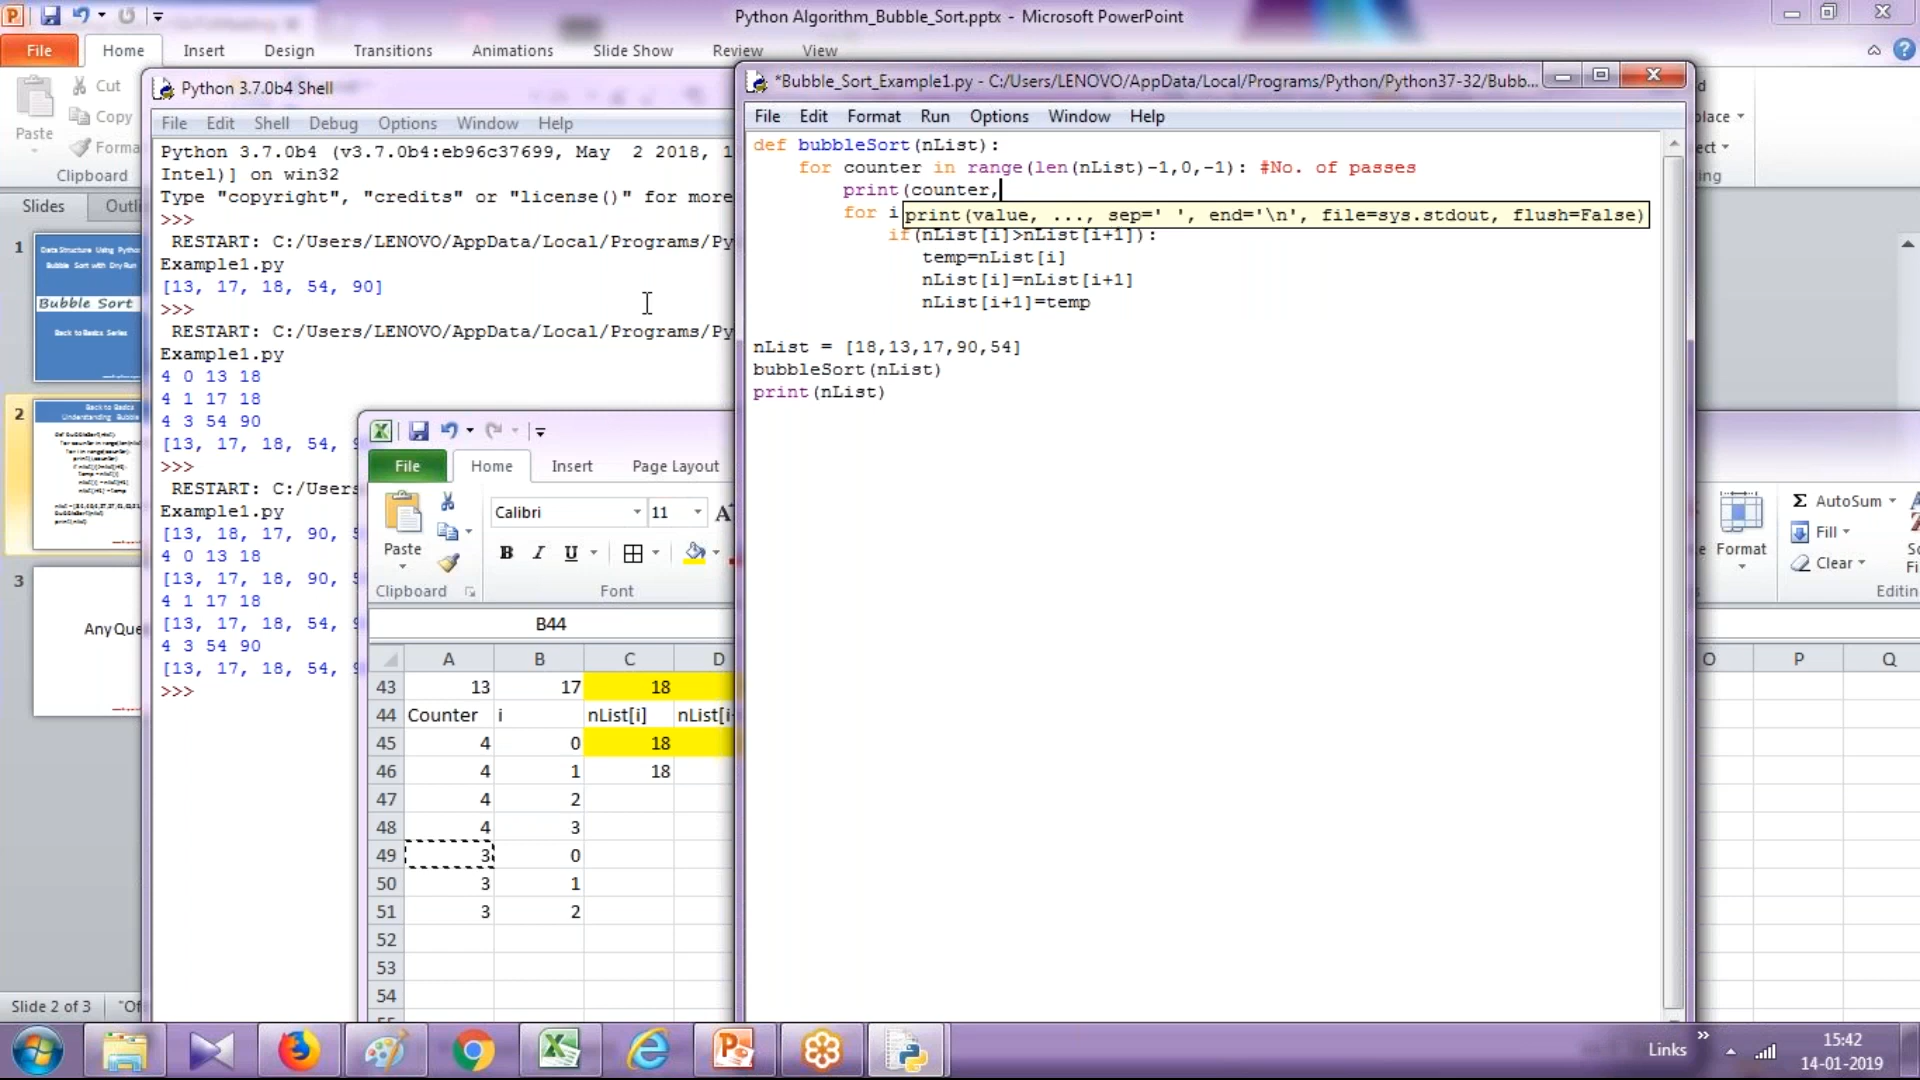 Python Algorithm_Bubble_Sort.pptx - Microsoft PowerPoint
File Home Insert Design Transitions Animations Slide Show Review View
Cut
Copy
Paste
Clipboard
Slides
1
Bubble Sort
2
3
Any Que
Slide 2 of 3
Python 3.7.0b4 Shell
File Edit Shell Debug Options Window Help
Python 3.7.0b4 (v3.7.0b4:eb96c37699, May 2 2018, 1
Intel)] on win32
Type "copyright", "credits" or "license()" for more
>>>
RESTART: C:/Users/LENOVO/AppData/Local/Programs/Py
Example1.py
[13, 17, 18, 54, 90]
>>>
RESTART: C:/Users/LENOVO/AppData/Local/Programs/Py
Example1.py
4 0 13 18
4 1 17 18
4 3 54 90
[13, 17, 18, 54,
>>>
RESTART: C:/Users
Example1.py
[13, 18, 17, 90,
4 0 13 18
[13, 17, 18, 90,
4 1 17 18
[13, 17, 18, 54,
4 3 54 90
[13, 17, 18, 54,
>>>
File Home Insert Page Layout
Paste
Calibri 11
B I U
Clipboard Font
B44
A B C D
43 13 17 18
44 Counter i nList[i] nList[i
45 4 0 18
46 4 1 18
47 4 2
48 4 3
49 3 0
50 3 1
51 3 2
52
53
54
*Bubble_Sort_Example1.py - C:/Users/LENOVO/AppData/Local/Programs/Python/Python37-32/Bubb...
File Edit Format Run Options Window Help
def bubbleSort(nList):
for counter in range(len(nList)-1,0,-1): #No. of passes
print(counter,
for i
print(value, ..., sep=' ', end='\n', file=sys.stdout, flush=False)
if(nList[i]>nList[i+1]):
temp=nList[i]
nList[i]=nList[i+1]
nList[i+1]=temp
nList = [18,13,17,90,54]
bubbleSort(nList)
print(nList)
Format
AutoSum
Fill
Clear
O P Q
Links
15:42
14-01-2019